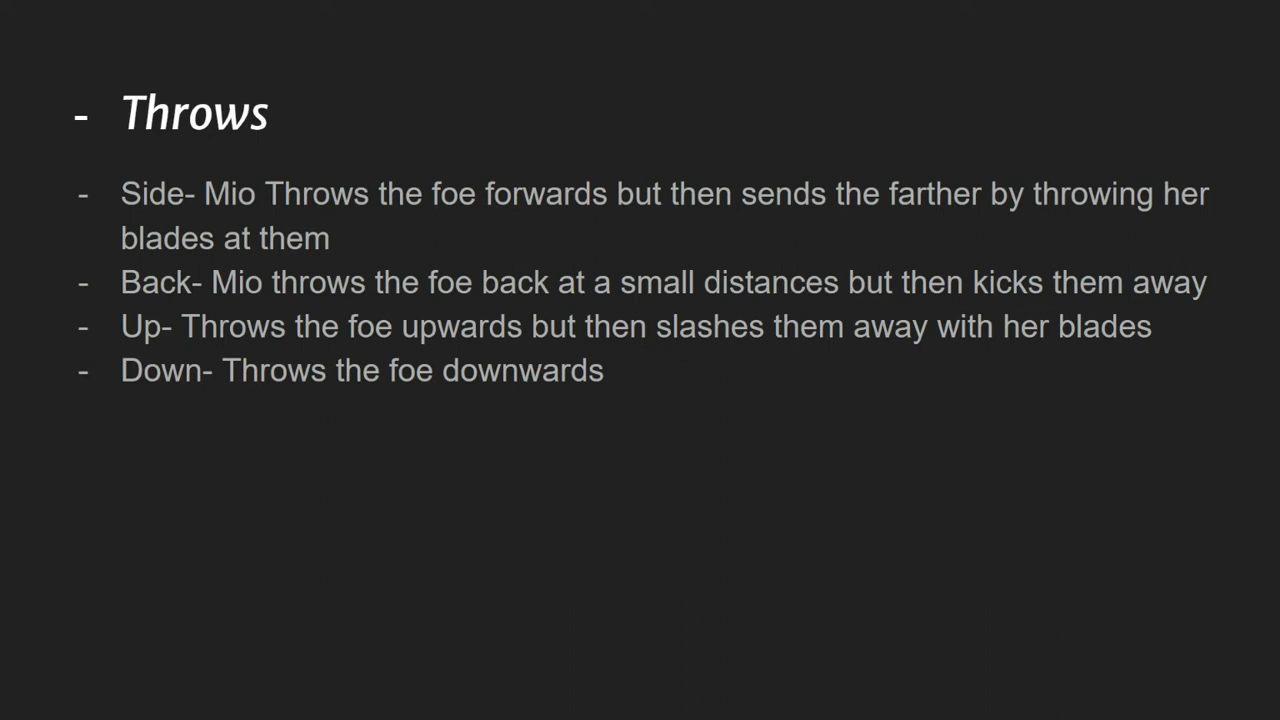 - Throws
- Side- Mio Throws the foe forwards but then sends the farther by throwing her
blades at them
- Back- Mio throws the foe back at a small distances but then kicks them away
- Up- Throws the foe upwards but then slashes them away with her blades
- Down- Throws the foe downwards